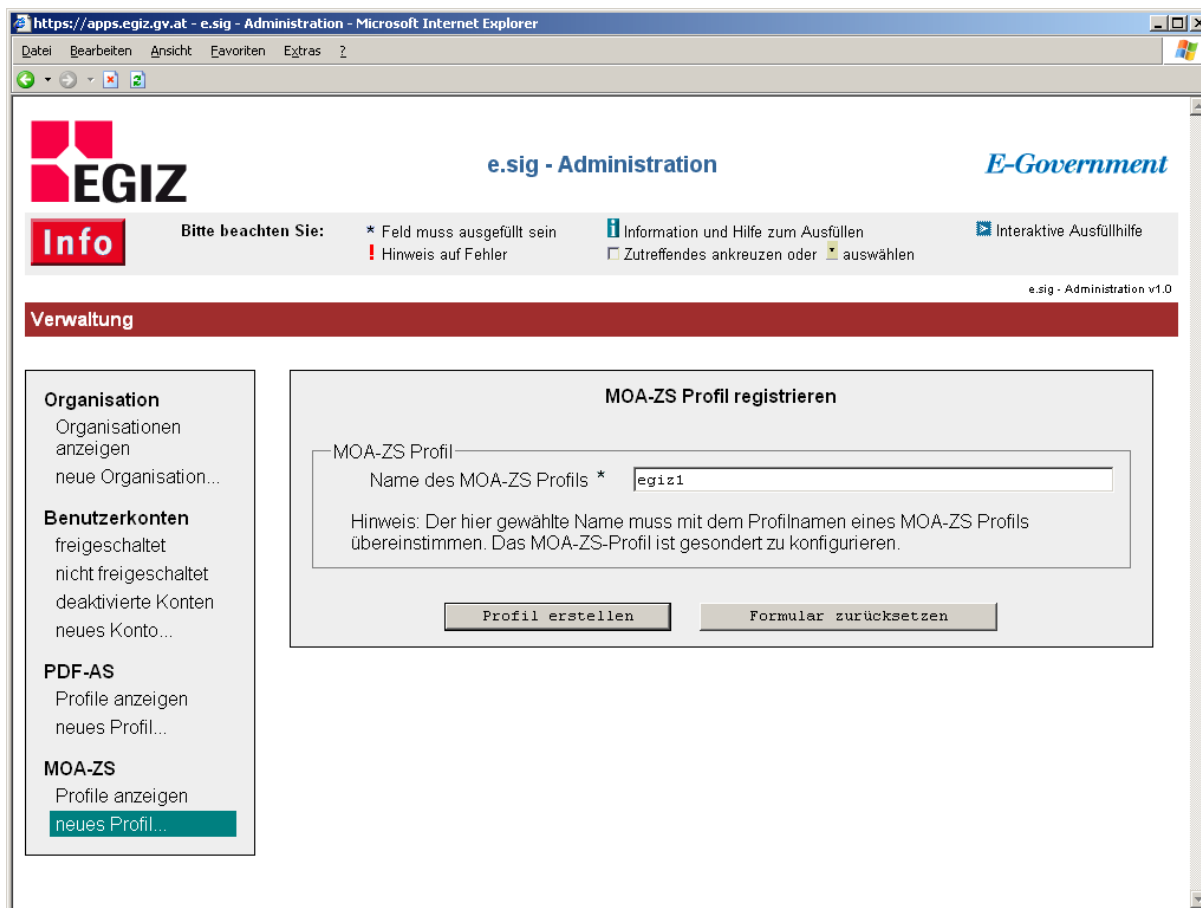 https://apps.egiz.gv.at - e.sig - Administration - Microsoft Internet Explorer
Datei Bearbeiten Ansicht Favoriten Extras ?
EGIZ
e.sig - Administration
E-Government
Info
Bitte beachten Sie:
* Feld muss ausgefüllt sein
! Hinweis auf Fehler
i Information und Hilfe zum Ausfüllen
Zutreffendes ankreuzen oder auswählen
Interaktive Ausfüllhilfe
e.sig - Administration v1.0
Verwaltung
Organisation
Organisationen
anzeigen
neue Organisation...
Benutzerkonten
freigeschaltet
nicht freigeschaltet
deaktivierte Konten
neues Konto...
PDF-AS
Profile anzeigen
neues Profil...
MOA-ZS
Profile anzeigen
neues Profil...
MOA-ZS Profil registrieren
MOA-ZS Profil
Name des MOA-ZS Profils * egiz1
Hinweis: Der hier gewählte Name muss mit dem Profilnamen eines MOA-ZS Profils
übereinstimmen. Das MOA-ZS-Profil ist gesondert zu konfigurieren.
Profil erstellen
Formular zurücksetzen